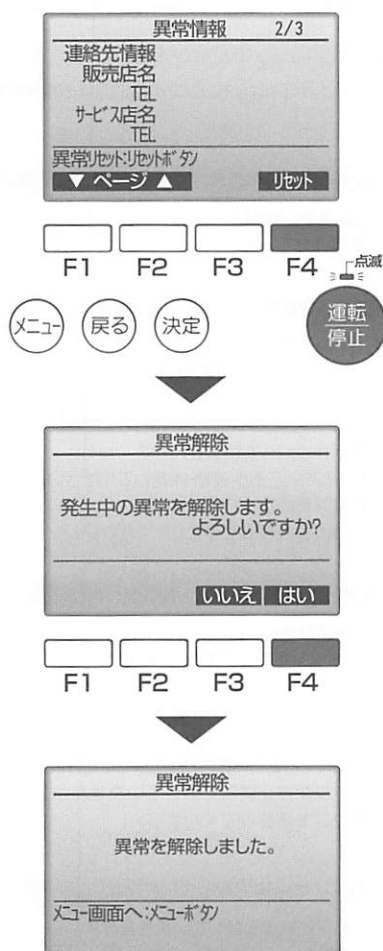 異常情報 2/3
連絡先情報
販売店名
TEL
サービス店名
TEL
異常リセット:リセットボタン
▼ ページ ▲ リセット
F1 F2 F3 F4
点滅
メニュー 戻る 決定 運転
停止
異常解除
発生中の異常を解除します。
よろしいですか?
いいえ はい
F1 F2 F3 F4
異常解除
異常を解除しました。
メニュー画面へ:メニューボタン